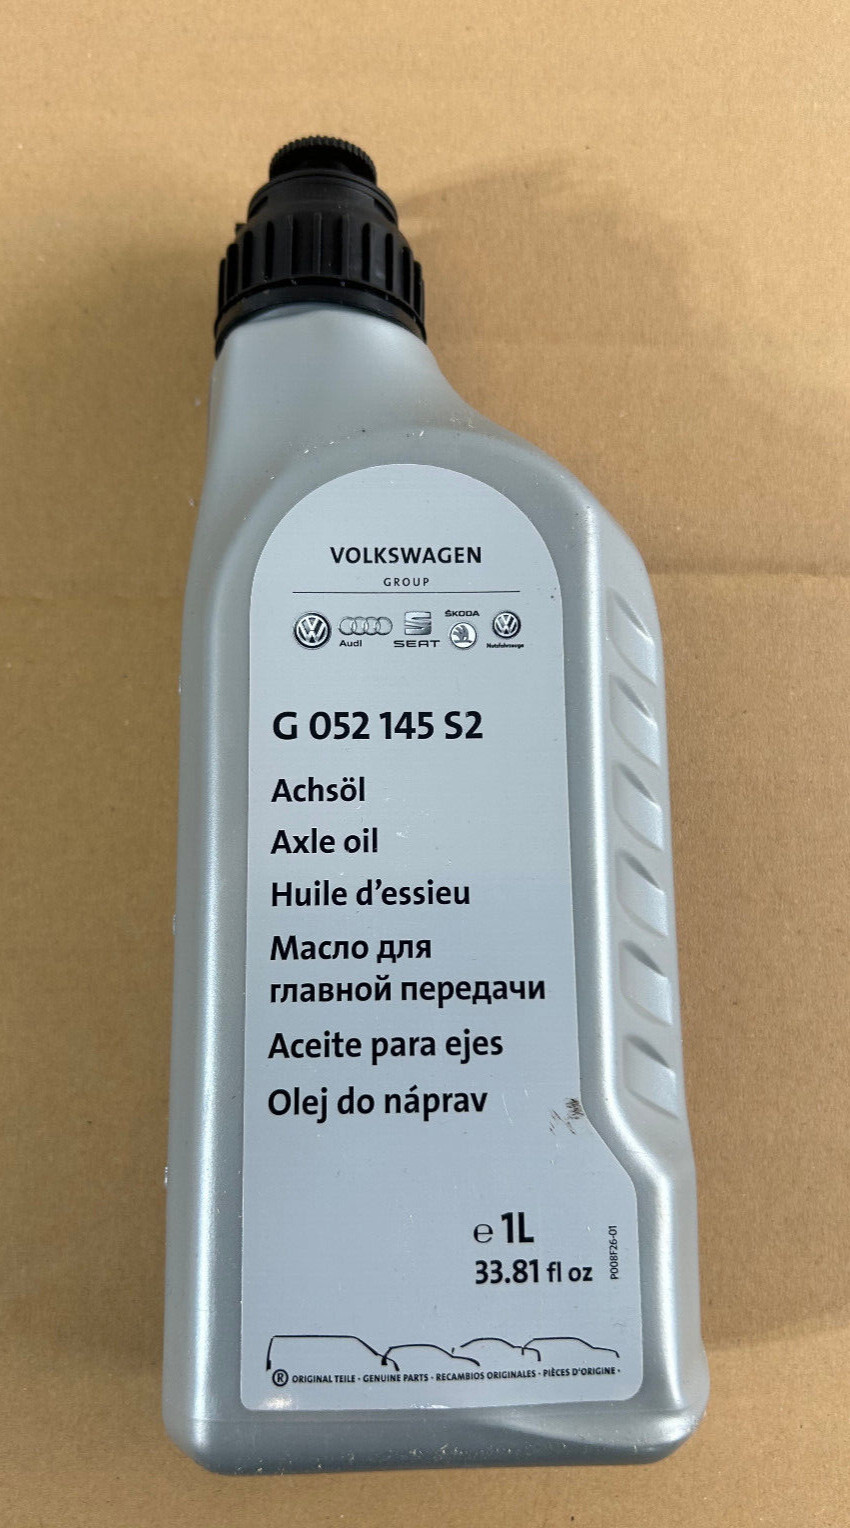 VOLKSWAGEN
GROUP
Audi SEAT ŠKODA Nutzfahrzeuge
G 052 145 S2
Achsöl
Axle oil
Huile d'essieu
Масло для
главной передачи
Aceite para ejes
Olej do náprav
e 1L
33.81 fl oz
P008F26-01
® ORIGINAL TEILE · GENUINE PARTS · RECAMBIOS ORIGINALES · PIÈCES D'ORIGINE ·